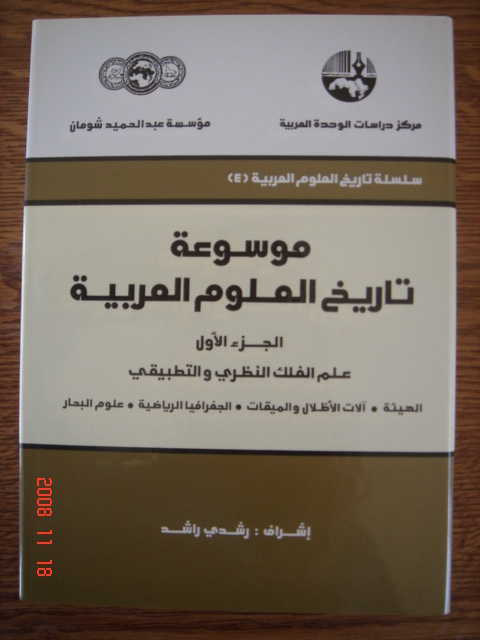 مركز دراسات الوحدة العربية
مؤسسة عبد الحميد شومان
سلسلة تاريخ العلوم العربية (٤)
موسوعة
تاريخ العلوم العربية
الجزء الأول
علم الفلك النظري والتطبيقي
الهيئة • آلات الأظلال والميقات • الجغرافيا الرياضية • علوم البحار
إشراف : رشدي راشد
2008 11 18